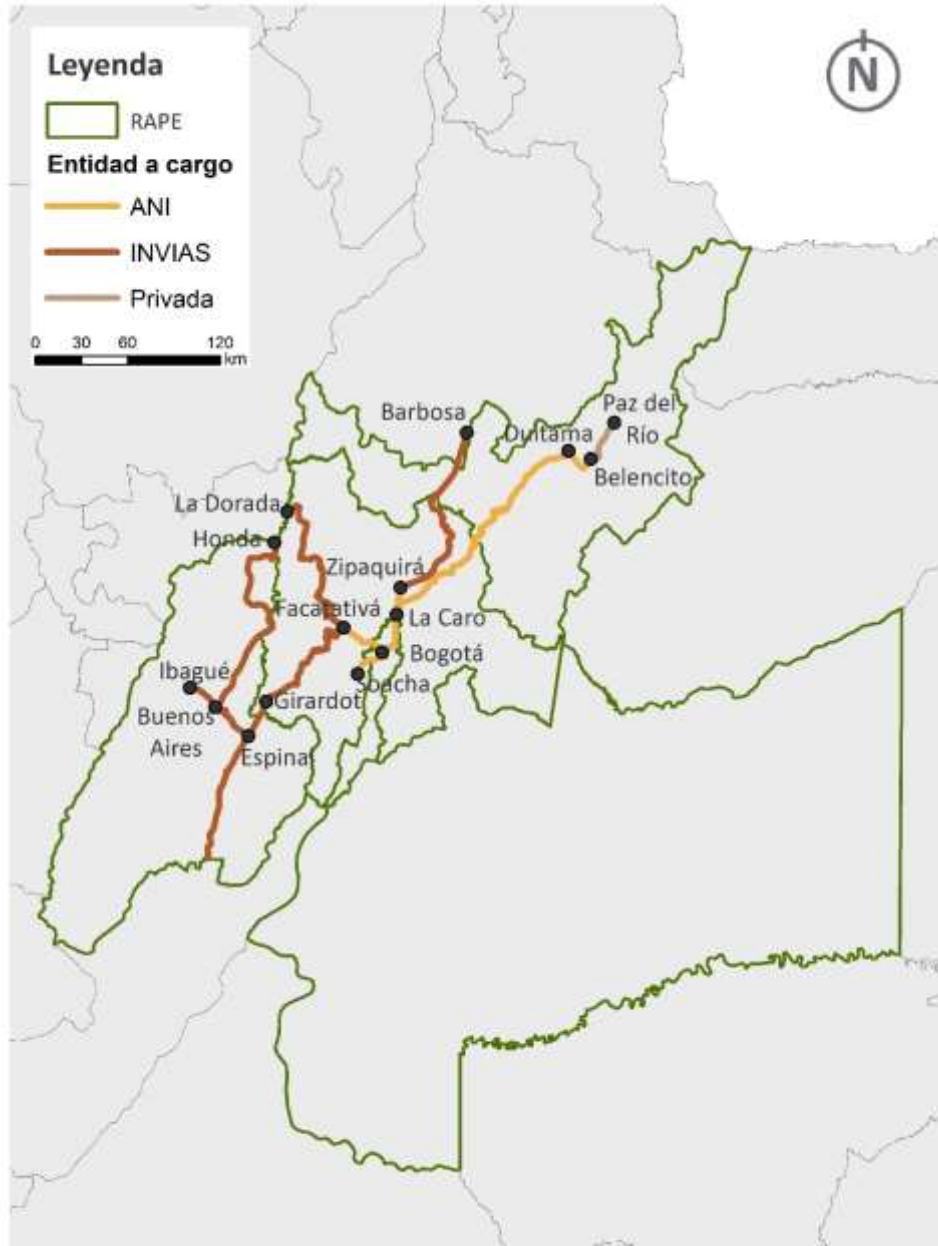 Leyenda
N
RAPE
Entidad a cargo
ANI
INVIAS
Privada
0 30 60 120
km
Barbosa
Duitama
Paz del
Río
Belencito
La Dorada
Honda
Zipaquirá
Facatativá
La Caro
Bogotá
Soacha
Ibagué
Girardot
Buenos
Aires
Espina